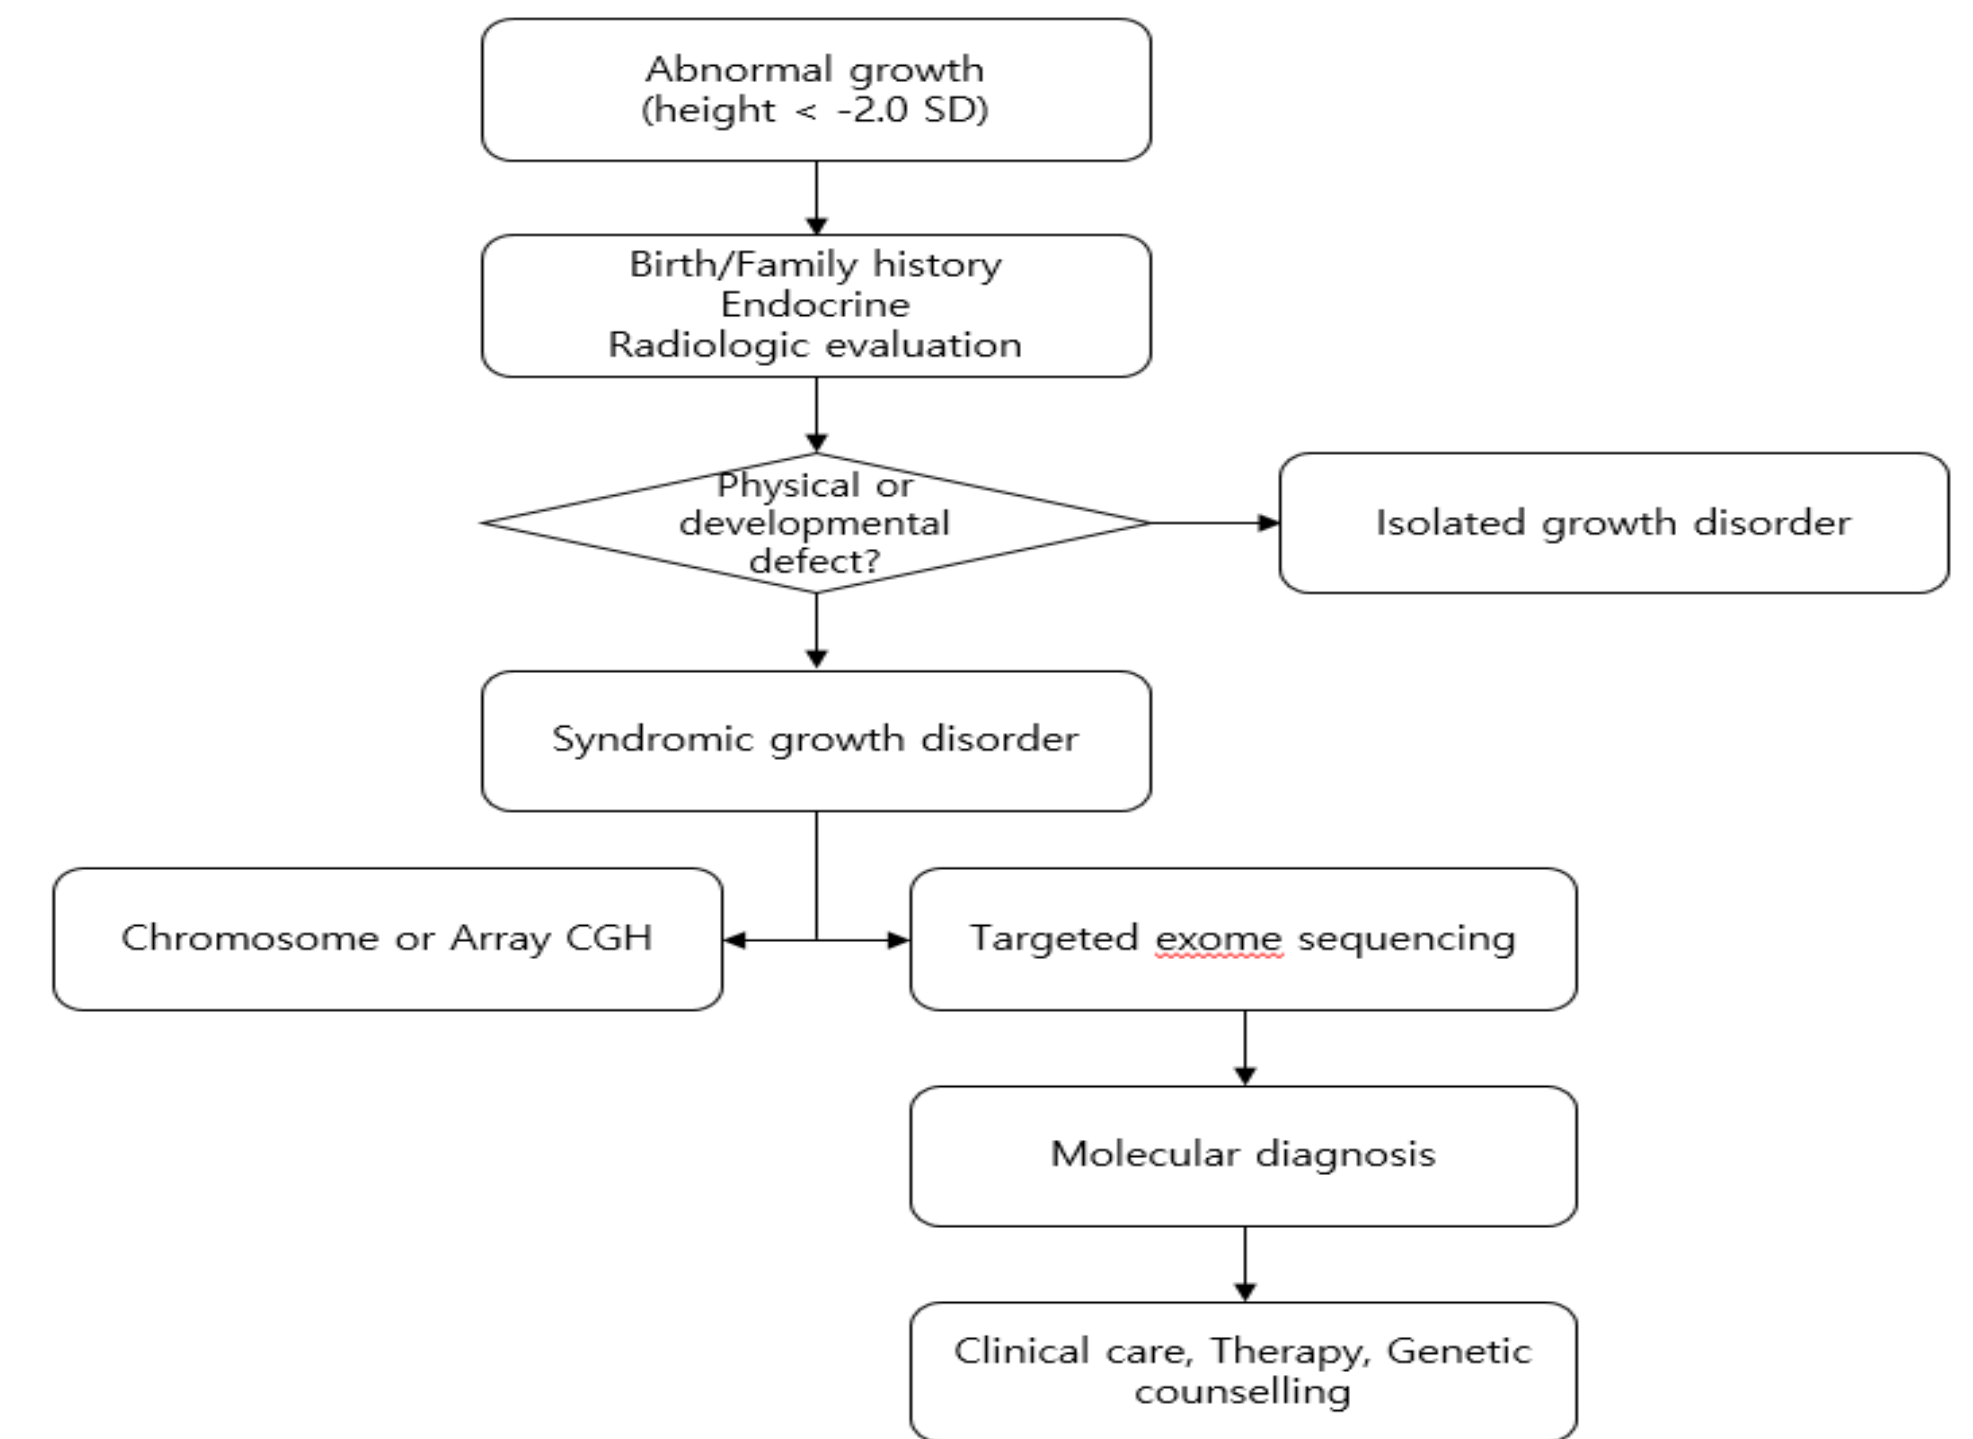 Abnormal growth
(height < -2.0 SD)
Birth/Family history
Endocrine
Radiologic evaluation
Physical or
developmental
defect?
Isolated growth disorder
Syndromic growth disorder
Chromosome or Array CGH
Targeted exome sequencing
Molecular diagnosis
Clinical care, Therapy, Genetic
counselling